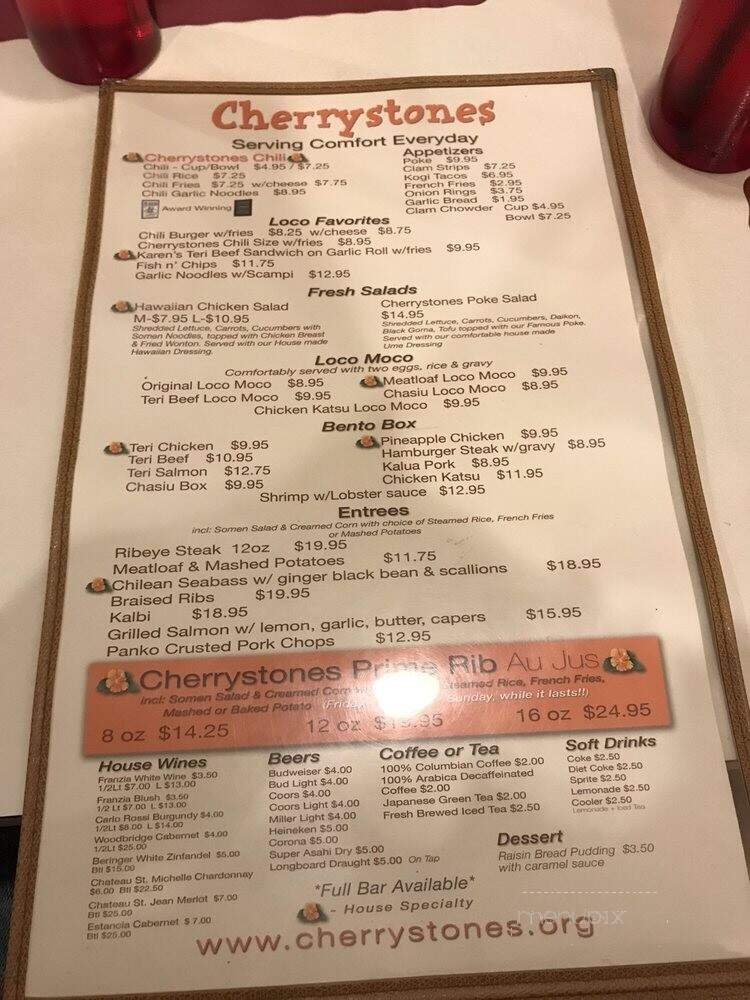 Cherrystones
Serving Comfort Everyday
Cherrystones Chili
Chili - Cup/Bowl $4.95 / $7.25
Chili Rice $7.25
Chili Fries $7.25 w/cheese $7.75
Chili Garlic Noodles $8.95
Award Winning
Appetizers
Poke $9.95
Clam Strips $7.25
Kogi Tacos $6.95
French Fries $2.95
Onion Rings $3.75
Garlic Bread $1.95
Clam Chowder Cup $4.95
Bowl $7.25
Loco Favorites
Chili Burger w/fries $8.25 w/cheese $8.75
Cherrystones Chili Size w/fries $8.95
Karen's Teri Beef Sandwich on Garlic Roll w/fries $9.95
Fish n' Chips $11.75
Garlic Noodles w/Scampi $12.95
Fresh Salads
Hawaiian Chicken Salad
M-$7.95 L-$10.95
Shredded Lettuce, Carrots, Cucumbers with
Somen Noodles, topped with Chicken Breast
& Fried Wonton. Served with our House made
Hawaiian Dressing.
Cherrystones Poke Salad
$14.95
Shredded Lettuce, Carrots, Cucumbers, Daikon,
Black Goma, Tofu topped with our Famous Poke.
Served with our comfortable house made
Ume Dressing
Loco Moco
Comfortably served with two eggs, rice & gravy
Original Loco Moco $8.95
Teri Beef Loco Moco $9.95
Meatloaf Loco Moco $9.95
Chasiu Loco Moco $8.95
Chicken Katsu Loco Moco $9.95
Bento Box
Teri Chicken $9.95
Teri Beef $10.95
Teri Salmon $12.75
Chasiu Box $9.95
Pineapple Chicken $9.95
Hamburger Steak w/gravy $8.95
Kalua Pork $8.95
Chicken Katsu $11.95
Shrimp w/Lobster sauce $12.95
Entrees
incl: Somen Salad & Creamed Corn with choice of Steamed Rice, French Fries
or Mashed Potatoes
Ribeye Steak 12oz $19.95
Meatloaf & Mashed Potatoes $11.75
Chilean Seabass w/ ginger black bean & scallions $18.95
Braised Ribs $19.95
Kalbi $18.95
Grilled Salmon w/ lemon, garlic, butter, capers $15.95
Panko Crusted Pork Chops $12.95
Cherrystones Prime Rib Au Jus
incl: Somen Salad & Creamed Corn Steamed Rice, French Fries,
Mashed or Baked Potato (Friday Sunday, while it lasts!!)
8 oz $14.25 12 oz $19.95 16 oz $24.95
House Wines
Franzia White Wine $3.50
1/2Lt $7.00 L $13.00
Franzia Blush $3.50
1/2 Lt $7.00 L $13.00
Carlo Rossi Burgundy $4.00
1/2Lt $8.00 L $14.00
Woodbridge Cabernet $4.00
1/2Lt $25.00
Beringer White Zinfandel $5.00
Btl $15.00
Chateau St. Michelle Chardonnay
$6.00 Btl $22.50
Chateau St. Jean Merlot $7.00
Btl $25.00
Estancia Cabernet $ 7.00
Btl $25.00
Beers
Budweiser $4.00
Bud Light $4.00
Coors $4.00
Coors Light $4.00
Miller Light $4.00
Heineken $5.00
Corona $5.00
Super Asahi Dry $5.00
Longboard Draught $5.00 On Tap
Coffee or Tea
100% Columbian Coffee $2.00
100% Arabica Decaffeinated
Coffee $2.00
Japanese Green Tea $2.00
Fresh Brewed Iced Tea $2.50
Soft Drinks
Coke $2.50
Diet Coke $2.50
Sprite $2.50
Lemonade $2.50
Cooler $2.50
Lemonade + Iced Tea
Dessert
Raisin Bread Pudding $3.50
with caramel sauce
*Full Bar Available*
- House Specialty
www.cherrystones.org
menupix